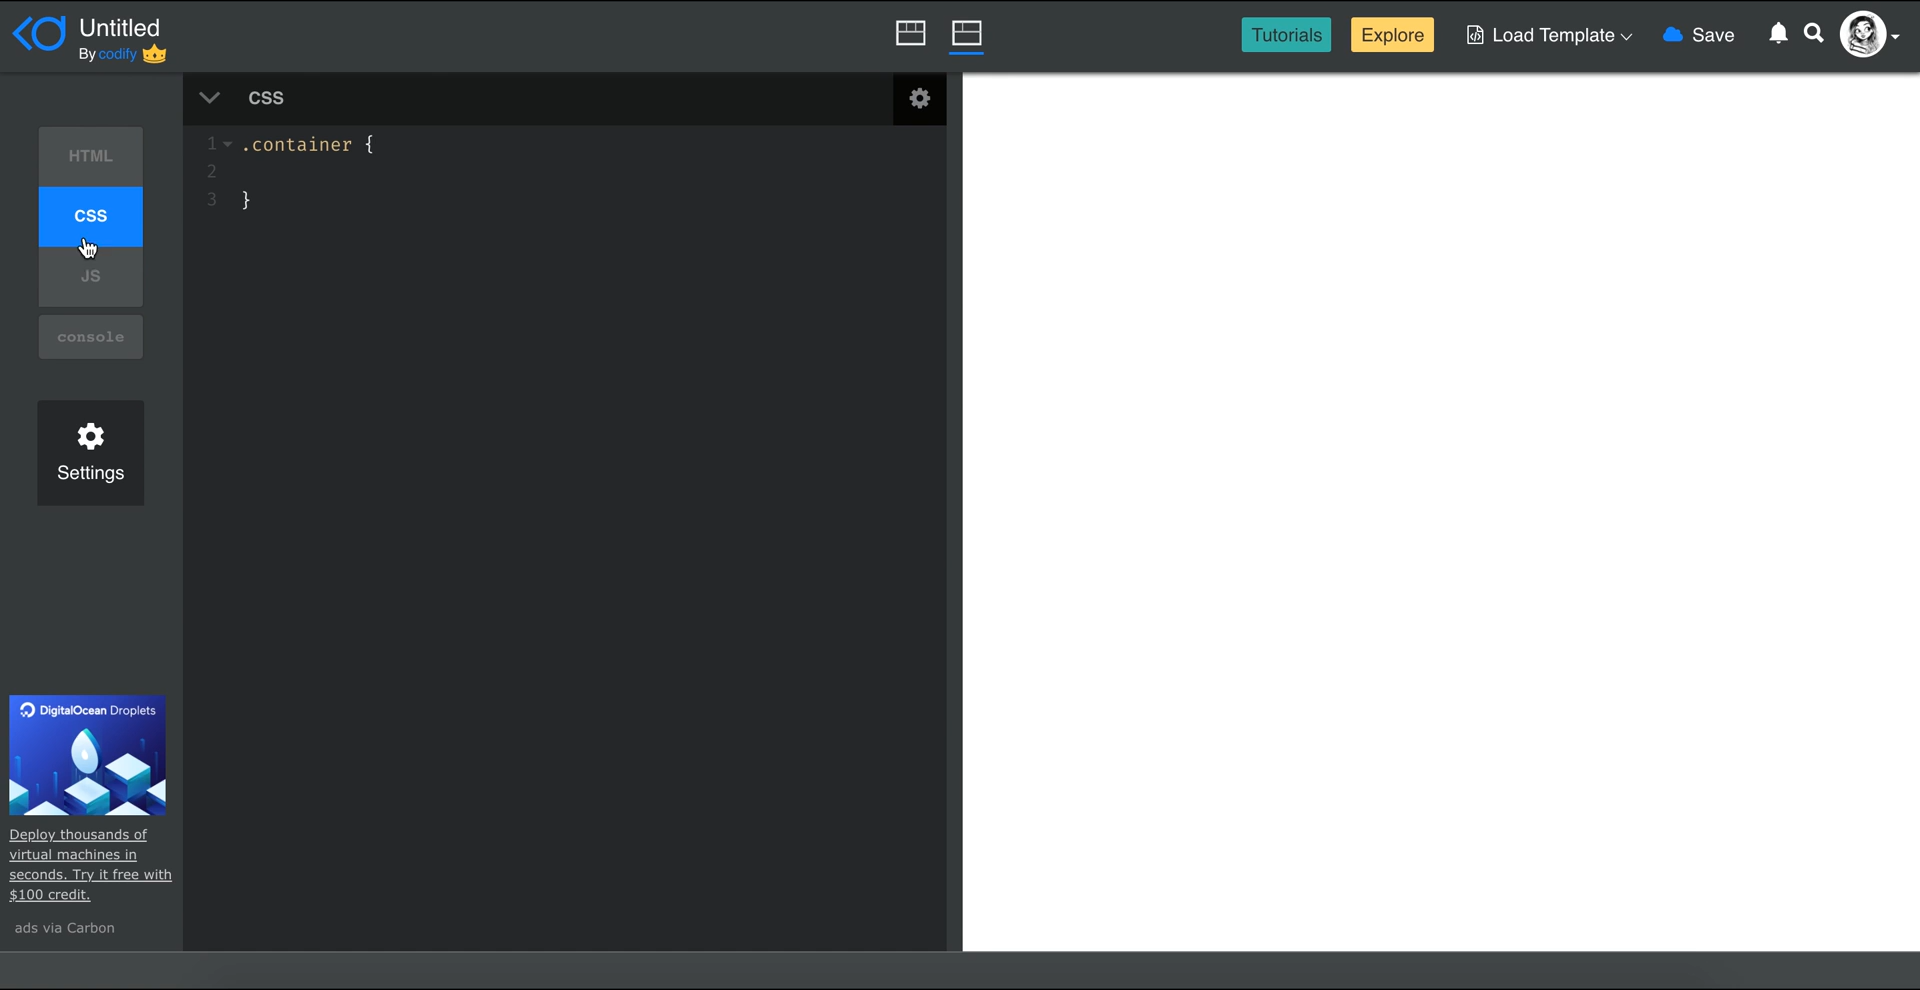 Untitled
By codify
Tutorials
Explore
Load Template
Save
HTML
CSS
JS
console
Settings
CSS
1 .container {
2
3 }
DigitalOcean Droplets
Deploy thousands of
virtual machines in
seconds. Try it free with
$100 credit.
ads via Carbon